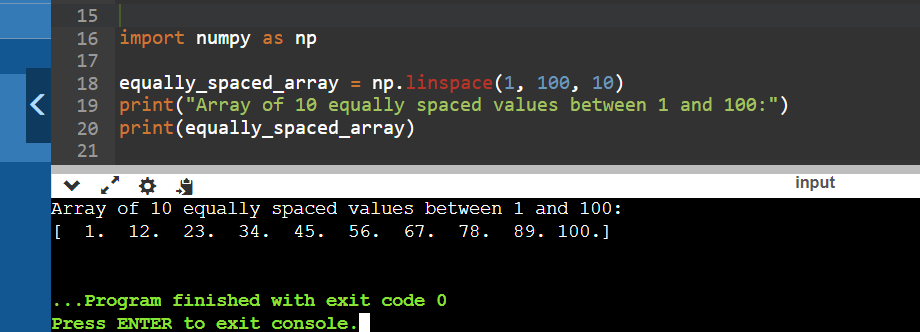 15
16 import numpy as np
17
18 equally_spaced_array = np.linspace(1, 100, 10)
19 print("Array of 10 equally spaced values between 1 and 100:")
20 print(equally_spaced_array)
21
input
Array of 10 equally spaced values between 1 and 100:
[  1.  12.  23.  34.  45.  56.  67.  78.  89. 100.]
...Program finished with exit code 0
Press ENTER to exit console.